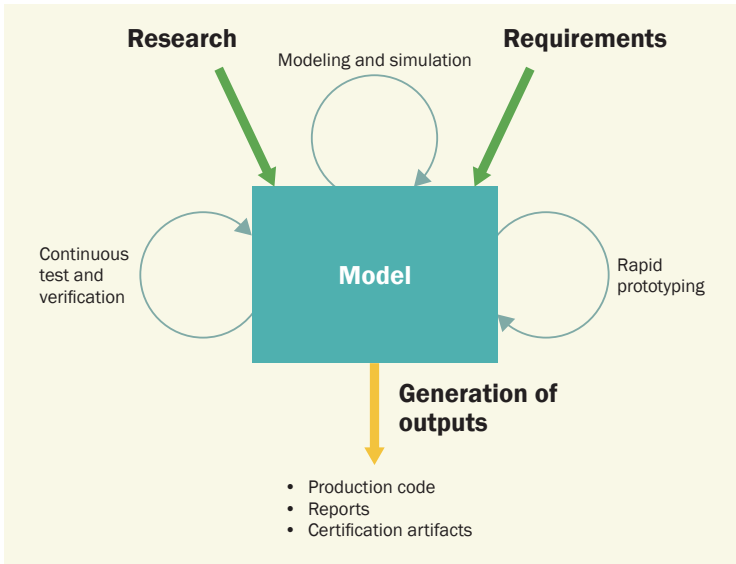 Research
Requirements
Modeling and simulation
Continuous
test and
verification
Model
Rapid
prototyping
Generation of
outputs
• Production code
• Reports
• Certification artifacts